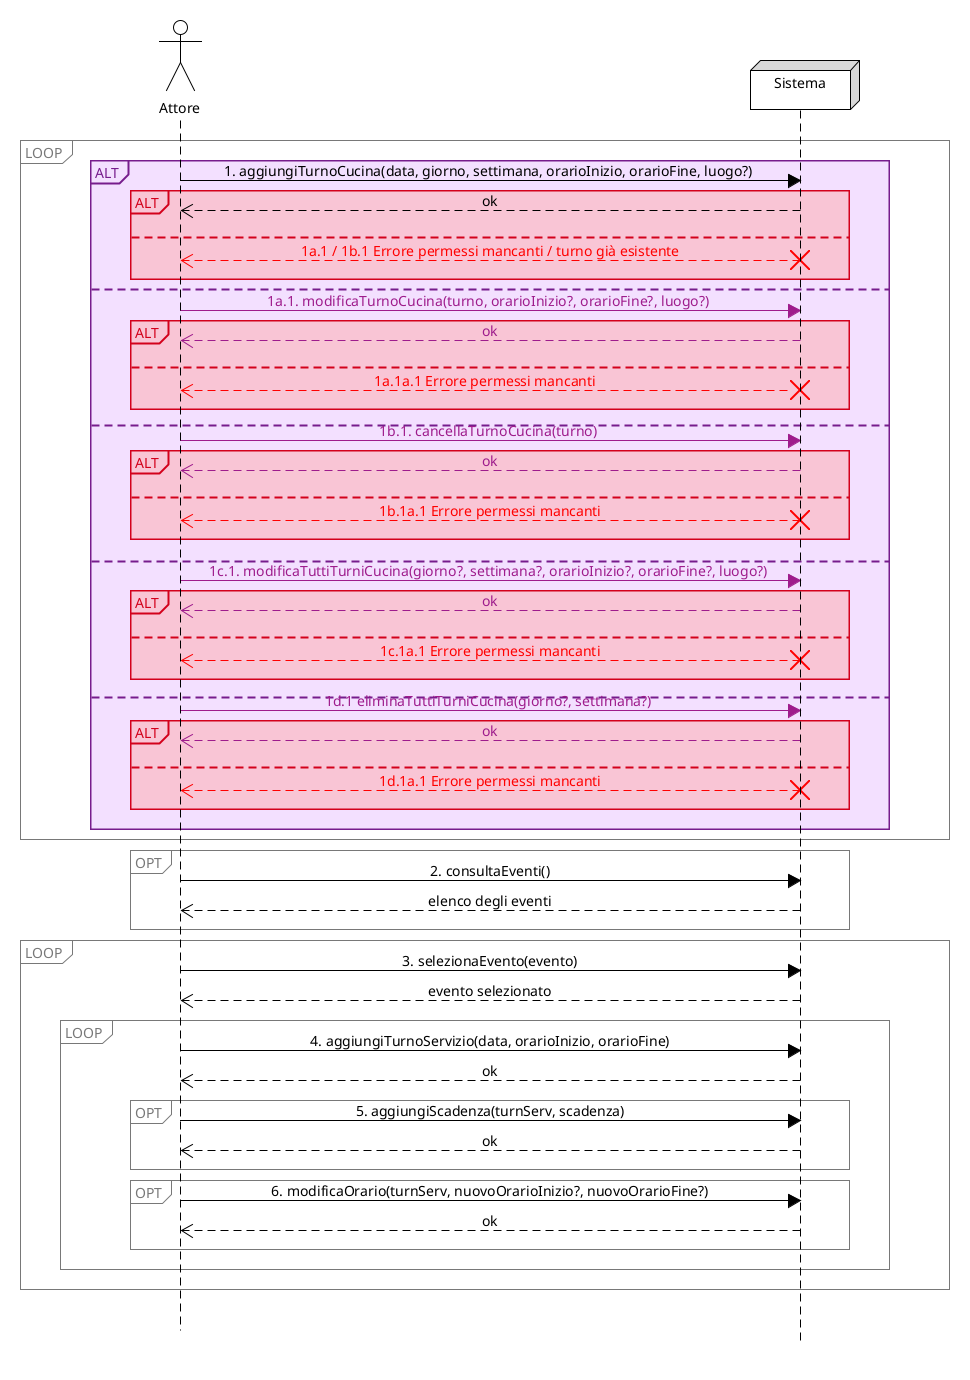 Attore
Sistema
LOOP
ALT
1. aggiungiTurnoCucina(data, giorno, settimana, orarioInizio, orarioFine, luogo?)
ALT
ok
1a.1 / 1b.1 Errore permessi mancanti / turno già esistente
1a.1. modificaTurnoCucina(turno, orarioInizio?, orarioFine?, luogo?)
ALT
ok
1a.1a.1 Errore permessi mancanti
1b.1. cancellaTurnoCucina(turno)
ALT
ok
1b.1a.1 Errore permessi mancanti
1c.1. modificaTuttiTurniCucina(giorno?, settimana?, orarioInizio?, orarioFine?, luogo?)
ALT
ok
1c.1a.1 Errore permessi mancanti
1d.1 eliminaTuttiTurniCucina(giorno?, settimana?)
ALT
ok
1d.1a.1 Errore permessi mancanti
OPT
2. consultaEventi()
elenco degli eventi
LOOP
3. selezionaEvento(evento)
evento selezionato
LOOP
4. aggiungiTurnoServizio(data, orarioInizio, orarioFine)
ok
OPT
5. aggiungiScadenza(turnServ, scadenza)
ok
OPT
6. modificaOrario(turnServ, nuovoOrarioInizio?, nuovoOrarioFine?)
ok